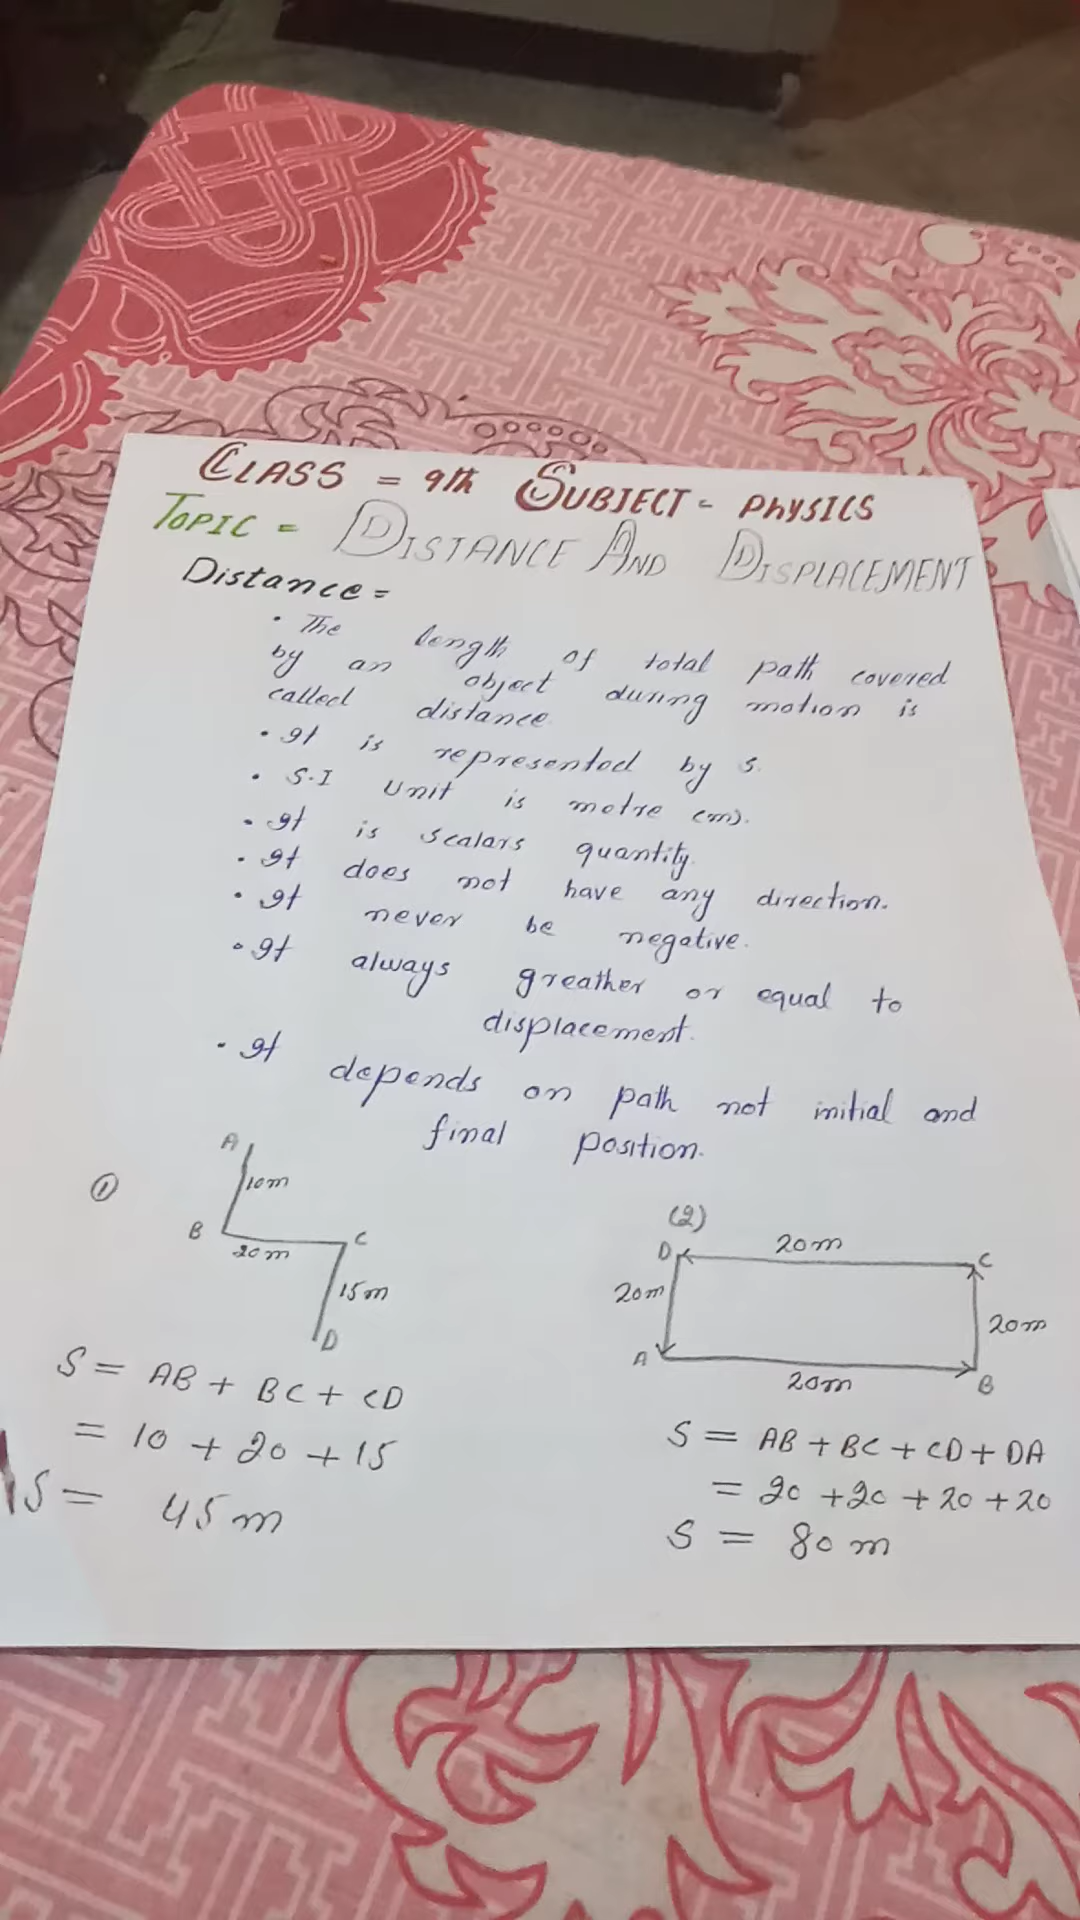 CLASS = 9th SUBJECT - PHYSICS
TOPIC = DISTANCE AND DISPLACEMENT
Distance =
• The length of total path covered
by an object during motion is
called distance.
• It is represented by s.
• S.I Unit is metre (m).
• It is scalars quantity.
• It does not have any direction.
• It never be negative.
• It always greather or equal to
displacement.
• It depends on path not initial and
final position.
①
A
10m
B
20m
C
15m
D
S = AB + BC + CD
= 10 + 20 + 15
S = 45 m
(2)
D 20m C
20m
20m
A 20m B
S = AB + BC + CD + DA
= 20 + 20 + 20 + 20
S = 80 m